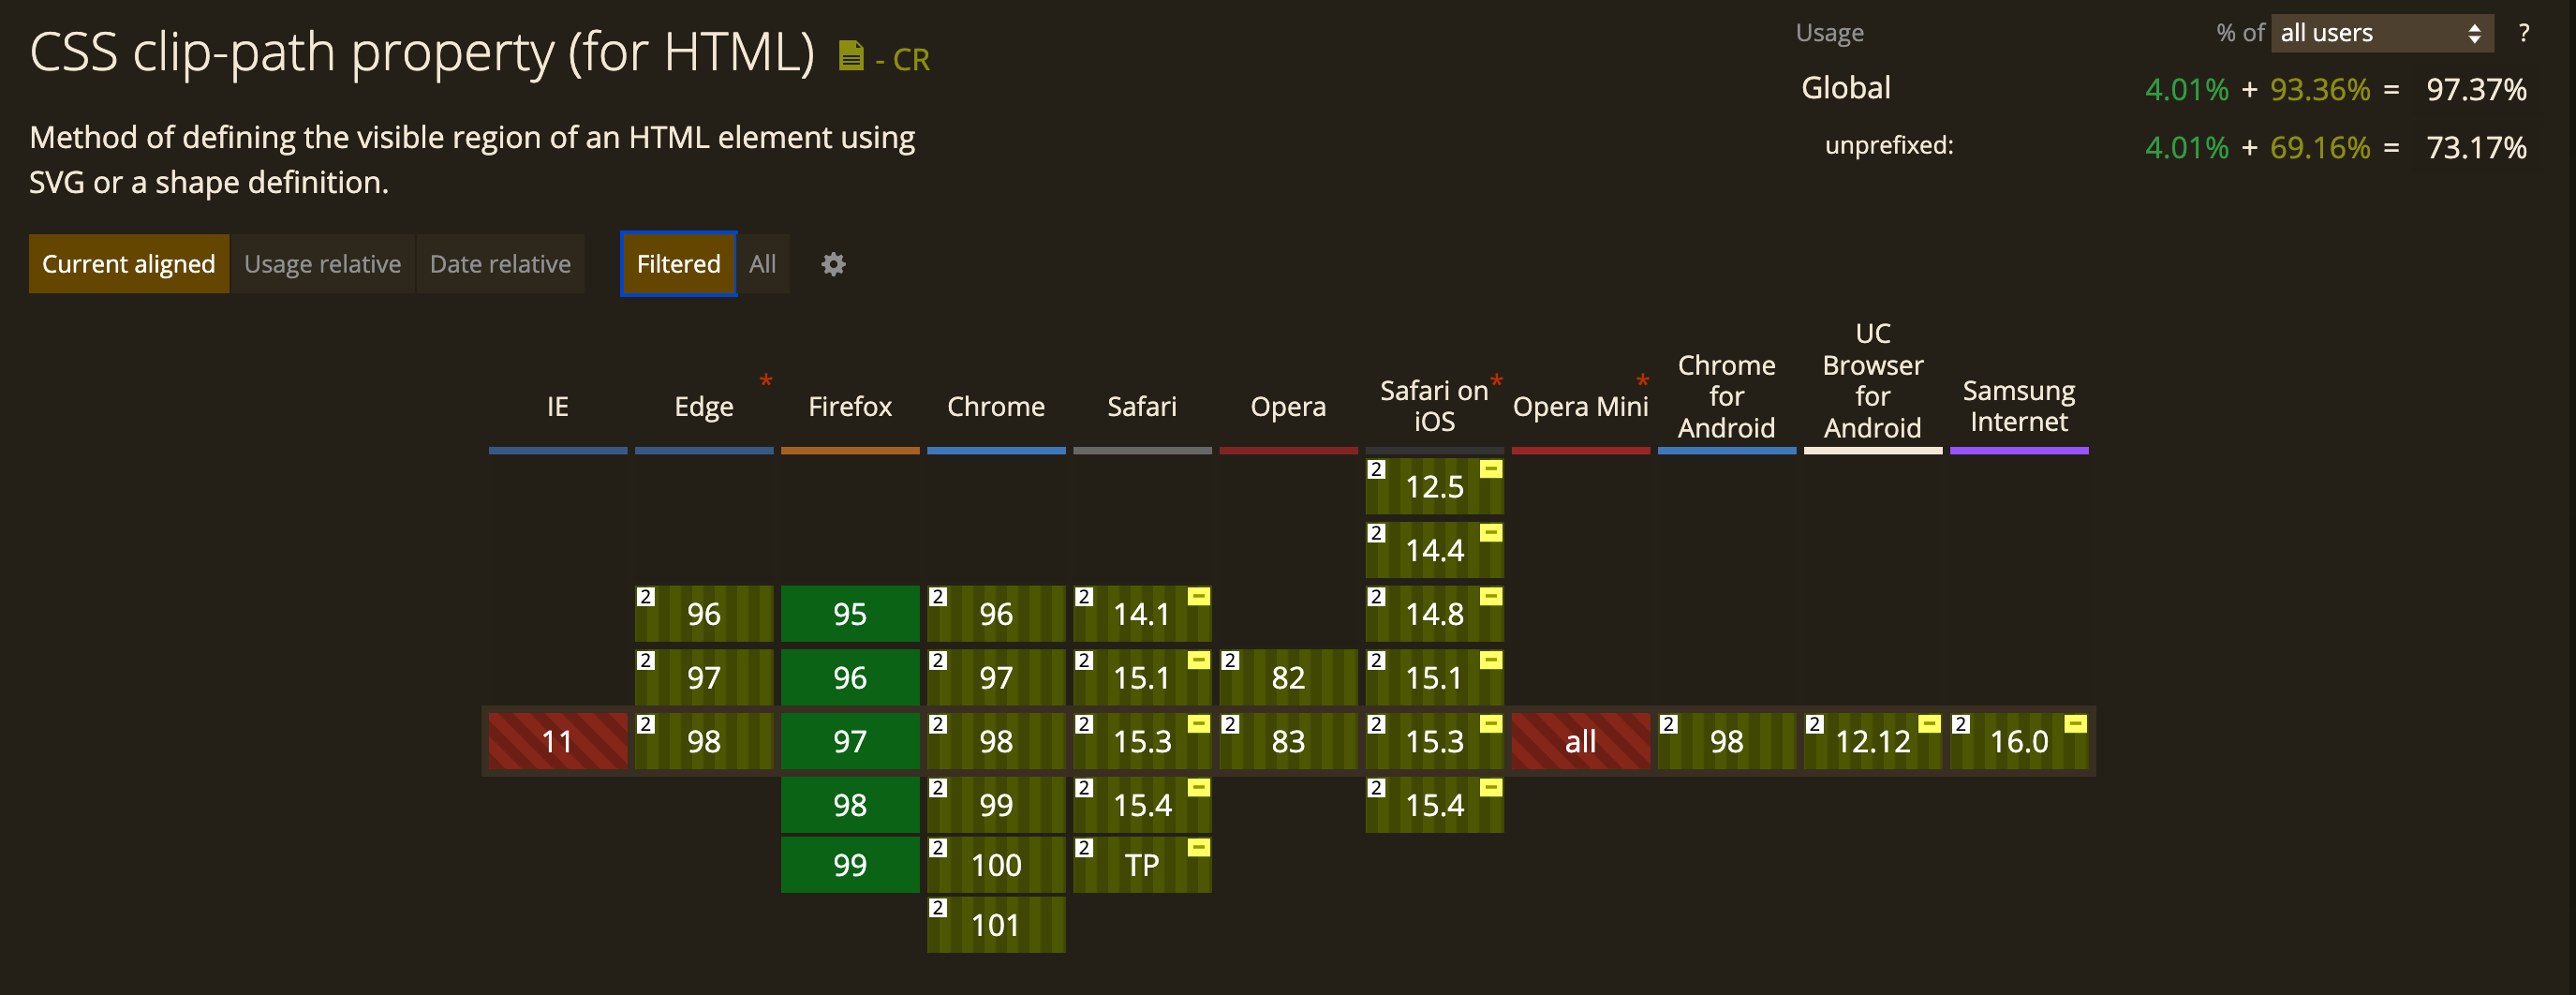 CSS clip-path property (for HTML) - CR
Usage % of all users ?
Global 4.01% + 93.36% = 97.37%
unprefixed: 4.01% + 69.16% = 73.17%
Method of defining the visible region of an HTML element using
SVG or a shape definition.
Current aligned Usage relative Date relative Filtered All
IE
Edge *
Firefox
Chrome
Safari
Opera
Safari on *
iOS
Opera Mini *
Chrome
for
Android
UC
Browser
for
Android
Samsung
Internet
2 12.5 −
2 14.4 −
2 96 95 2 96 2 14.1 − 2 14.8 −
2 97 96 2 97 2 15.1 − 2 82 2 15.1 −
11 2 98 97 2 98 2 15.3 − 2 83 2 15.3 − all 2 98 2 12.12 − 2 16.0 −
98 2 99 2 15.4 − 2 15.4 −
99 2 100 2 TP −
2 101